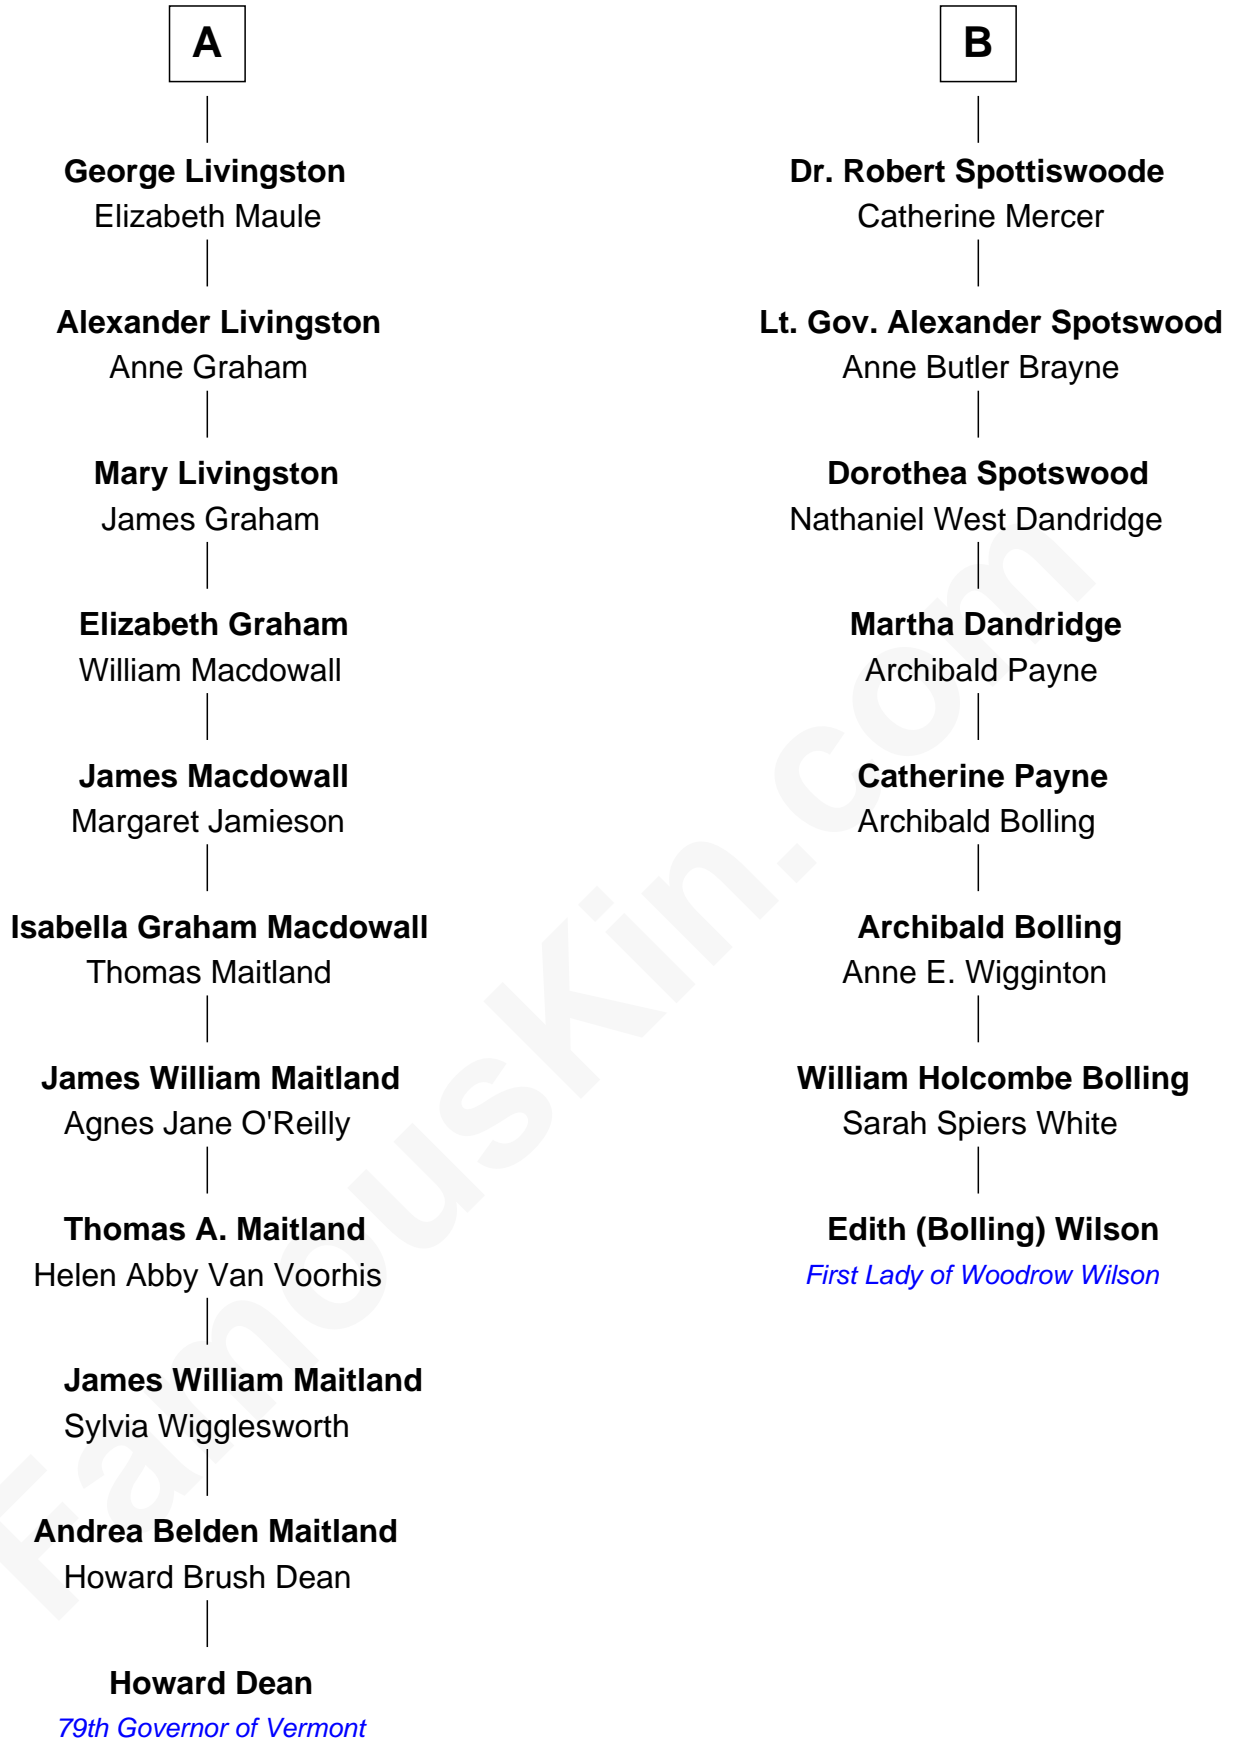 A
George Livingston
Elizabeth Maule
Alexander Livingston
Anne Graham
Mary Livingston
James Graham
Elizabeth Graham
William Macdowall
James Macdowall
Margaret Jamieson
Isabella Graham Macdowall
Thomas Maitland
James William Maitland
Agnes Jane O'Reilly
Thomas A. Maitland
Helen Abby Van Voorhis
James William Maitland
Sylvia Wigglesworth
Andrea Belden Maitland
Howard Brush Dean
Howard Dean
79th Governor of Vermont
B
Dr. Robert Spottiswoode
Catherine Mercer
Lt. Gov. Alexander Spotswood
Anne Butler Brayne
Dorothea Spotswood
Nathaniel West Dandridge
Martha Dandridge
Archibald Payne
Catherine Payne
Archibald Bolling
Archibald Bolling
Anne E. Wigginton
William Holcombe Bolling
Sarah Spiers White
Edith (Bolling) Wilson
First Lady of Woodrow Wilson
FamousKin.com